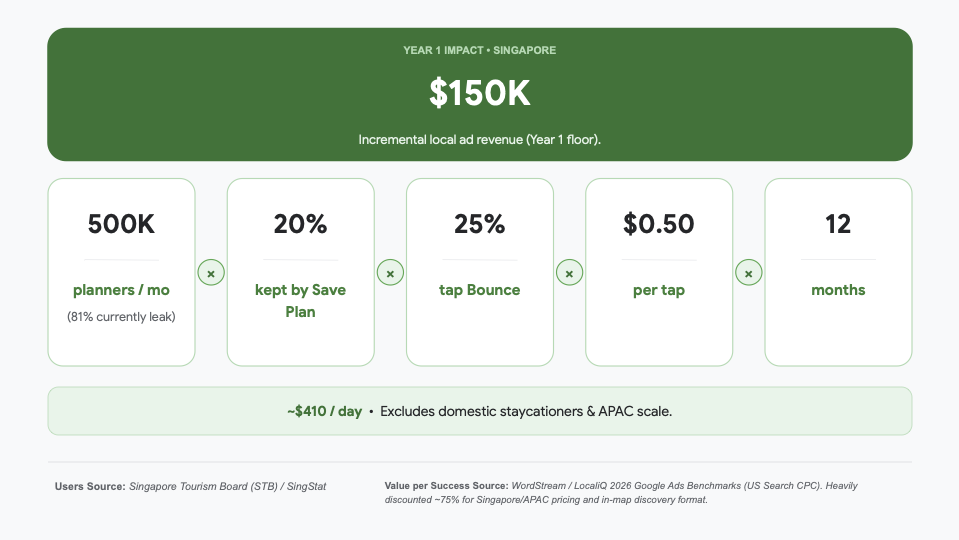 YEAR 1 IMPACT • SINGAPORE
$150K
Incremental local ad revenue (Year 1 floor).
500K
planners / mo
(81% currently leak)
×
20%
kept by Save
Plan
×
25%
tap Bounce
×
$0.50
per tap
×
12
months
~$410 / day • Excludes domestic staycationers & APAC scale.
Users Source: Singapore Tourism Board (STB) / SingStat
Value per Success Source: WordStream / LocaliQ 2026 Google Ads Benchmarks (US Search CPC). Heavily
discounted ~75% for Singapore/APAC pricing and in-map discovery format.